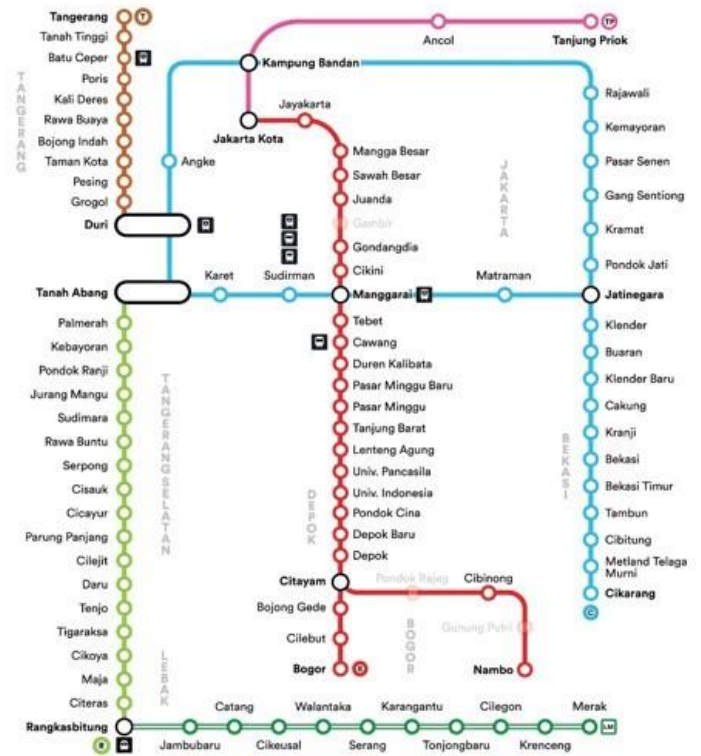 Tangerang
T
Tanah Tinggi
Batu Ceper
Poris
Kali Deres
Rawa Buaya
Bojong Indah
Taman Kota
Pesing
Grogol
Duri
Tanah Abang
TANGERANG
Angke
Kampung Bandan
Ancol
Tanjung Priok
TP
Jakarta Kota
Jayakarta
Mangga Besar
Sawah Besar
Juanda
Gambir
Gondangdia
Cikini
Karet
Sudirman
Manggarai
Matraman
Jatinegara
JAKARTA
Rajawali
Kemayoran
Pasar Senen
Gang Sentiong
Kramat
Pondok Jati
Palmerah
Kebayoran
Pondok Ranji
Jurang Mangu
Sudimara
Rawa Buntu
Serpong
Cisauk
Cicayur
Parung Panjang
Cilejit
Daru
Tenjo
Tigaraksa
Cikoya
Maja
Citeras
Rangkasbitung
R
TANGERANG SELATAN
LEBAK
Tebet
Cawang
Duren Kalibata
Pasar Minggu Baru
Pasar Minggu
Tanjung Barat
Lenteng Agung
Univ. Pancasila
Univ. Indonesia
Pondok Cina
Depok Baru
Depok
Citayam
Bojong Gede
Cilebut
Bogor
DEPOK
Pondok Rajeg
Cibinong
Gunung Putri
Nambo
BOGOR
Klender
Buaran
Klender Baru
Cakung
Kranji
Bekasi
Bekasi Timur
Tambun
Cibitung
Metland Telaga
Murni
Cikarang
C
BEKASI
Jambubaru
Catang
Cikeusal
Walantaka
Serang
Karangantu
Tonjongbaru
Cilegon
Krenceng
Merak
LM